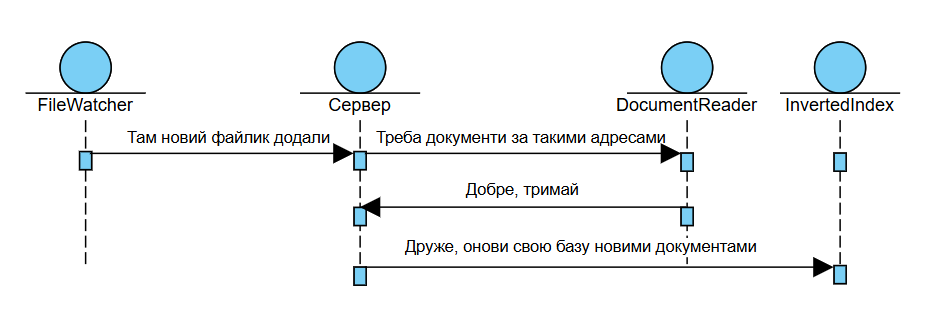 FileWatcher
Сервер
DocumentReader
InvertedIndex
Там новий файлик додали
Треба документи за такими адресами
Добре, тримай
Друже, онови свою базу новими документами